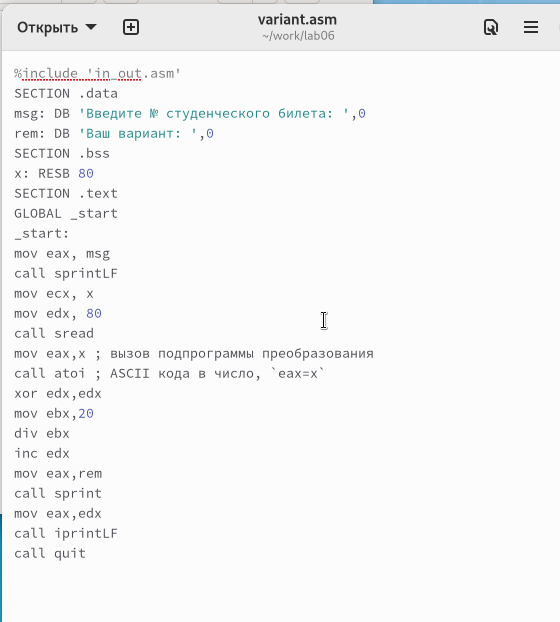 Открыть
variant.asm
~/work/lab06
%include 'in_out.asm'
SECTION .data
msg: DB 'Введите № студенческого билета: ',0
rem: DB 'Ваш вариант: ',0
SECTION .bss
x: RESB 80
SECTION .text
GLOBAL _start
_start:
mov eax, msg
call sprintLF
mov ecx, x
mov edx, 80
call sread
mov eax,x ; вызов подпрограммы преобразования
call atoi ; ASCII кода в число, `eax=x`
xor edx,edx
mov ebx,20
div ebx
inc edx
mov eax,rem
call sprint
mov eax,edx
call iprintLF
call quit